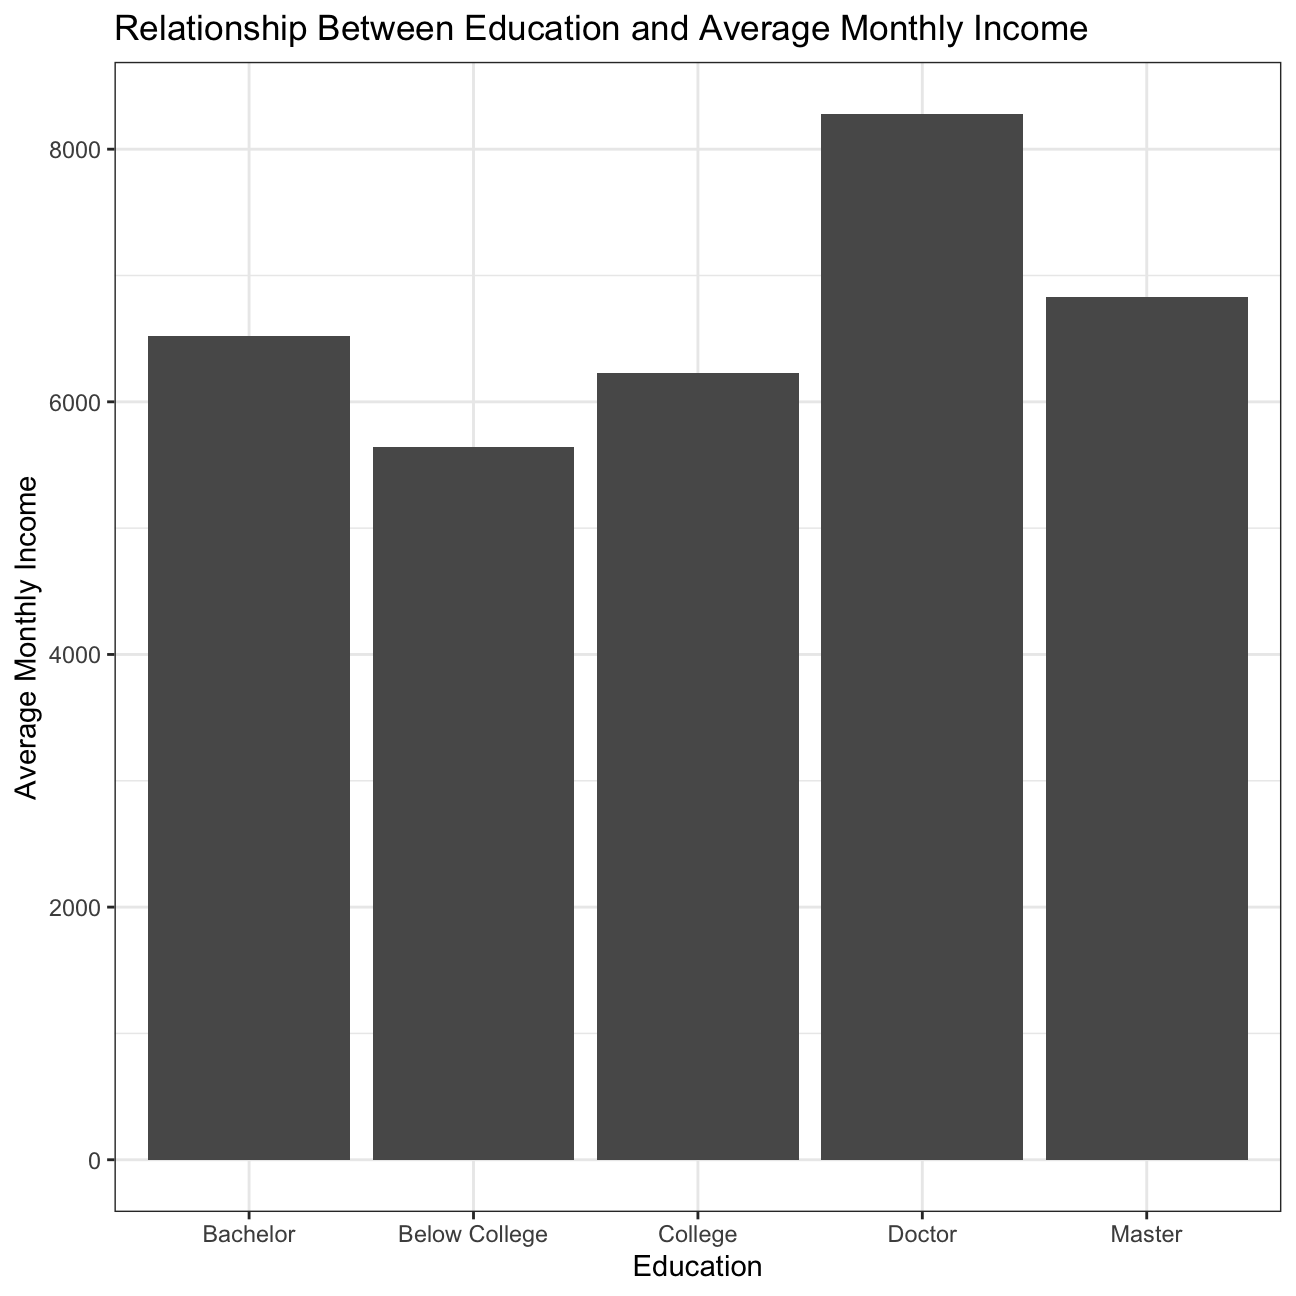 Relationship Between Education and Average Monthly Income
Average Monthly Income
8000
6000
4000
2000
0
Bachelor Below College College Doctor Master
Education